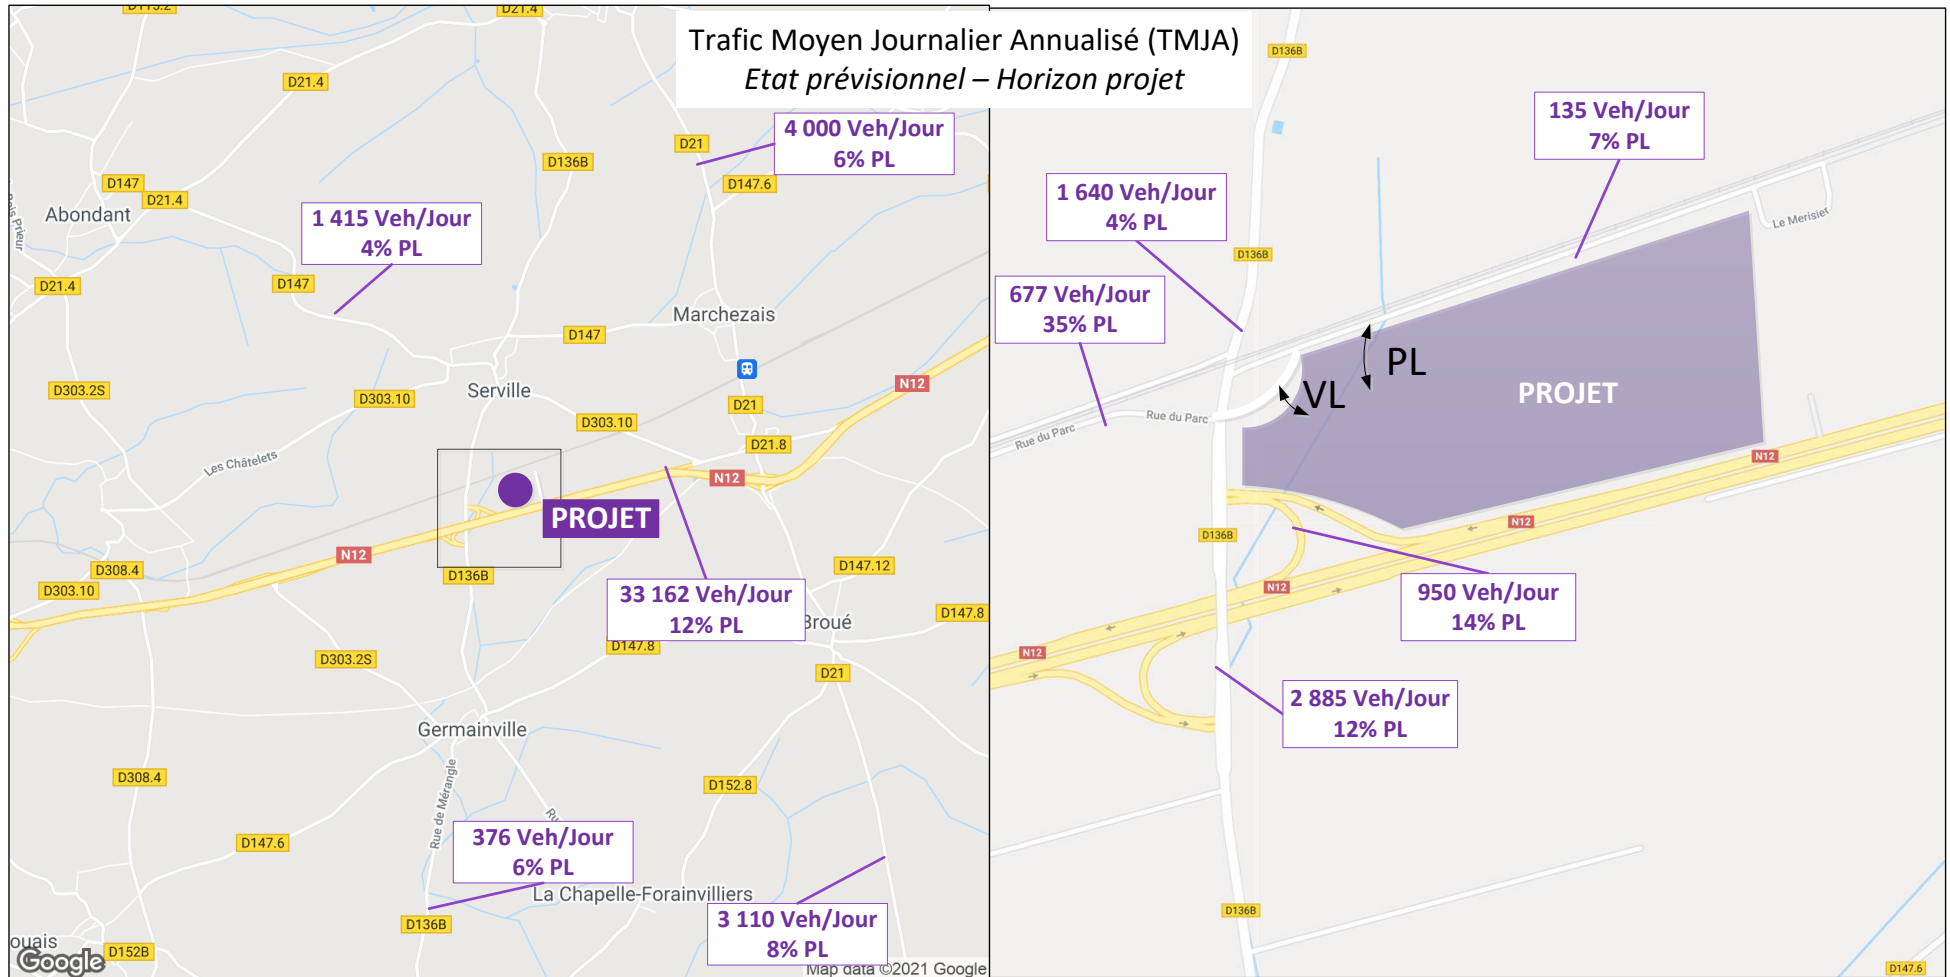 Trafic Moyen Journalier Annualisé (TMJA)
Etat prévisionnel – Horizon projet
D21.4
D21.4
4 000 Veh/Jour
6% PL
D21
D136B
D147.6
D147
D21.4
Abondant
1 415 Veh/Jour
4% PL
D21.4
D147
Marchezais
D147
D303.2S
Serville
N12
D303.10
D21
D303.10
D21.8
Les Châtelets
N12
PROJET
N12
D308.4
D303.10
D136B
D147.12
33 162 Veh/Jour
12% PL
D147.8
Broué
D147.8
D303.2S
D21
Germainville
D308.4
D152.8
Rue de Mérangle
D147.6
376 Veh/Jour
6% PL
La Chapelle-Forainvilliers
D136B
3 110 Veh/Jour
8% PL
ouais
D152B
Google
Map data ©2021 Google
D136B
135 Veh/Jour
7% PL
1 640 Veh/Jour
4% PL
Le Merisiet
D136B
677 Veh/Jour
35% PL
PL
VL
PROJET
Rue du Parc
Rue du Parc
N12
N12
D136B
N12
950 Veh/Jour
14% PL
N12
2 885 Veh/Jour
12% PL
D136B
D147.6